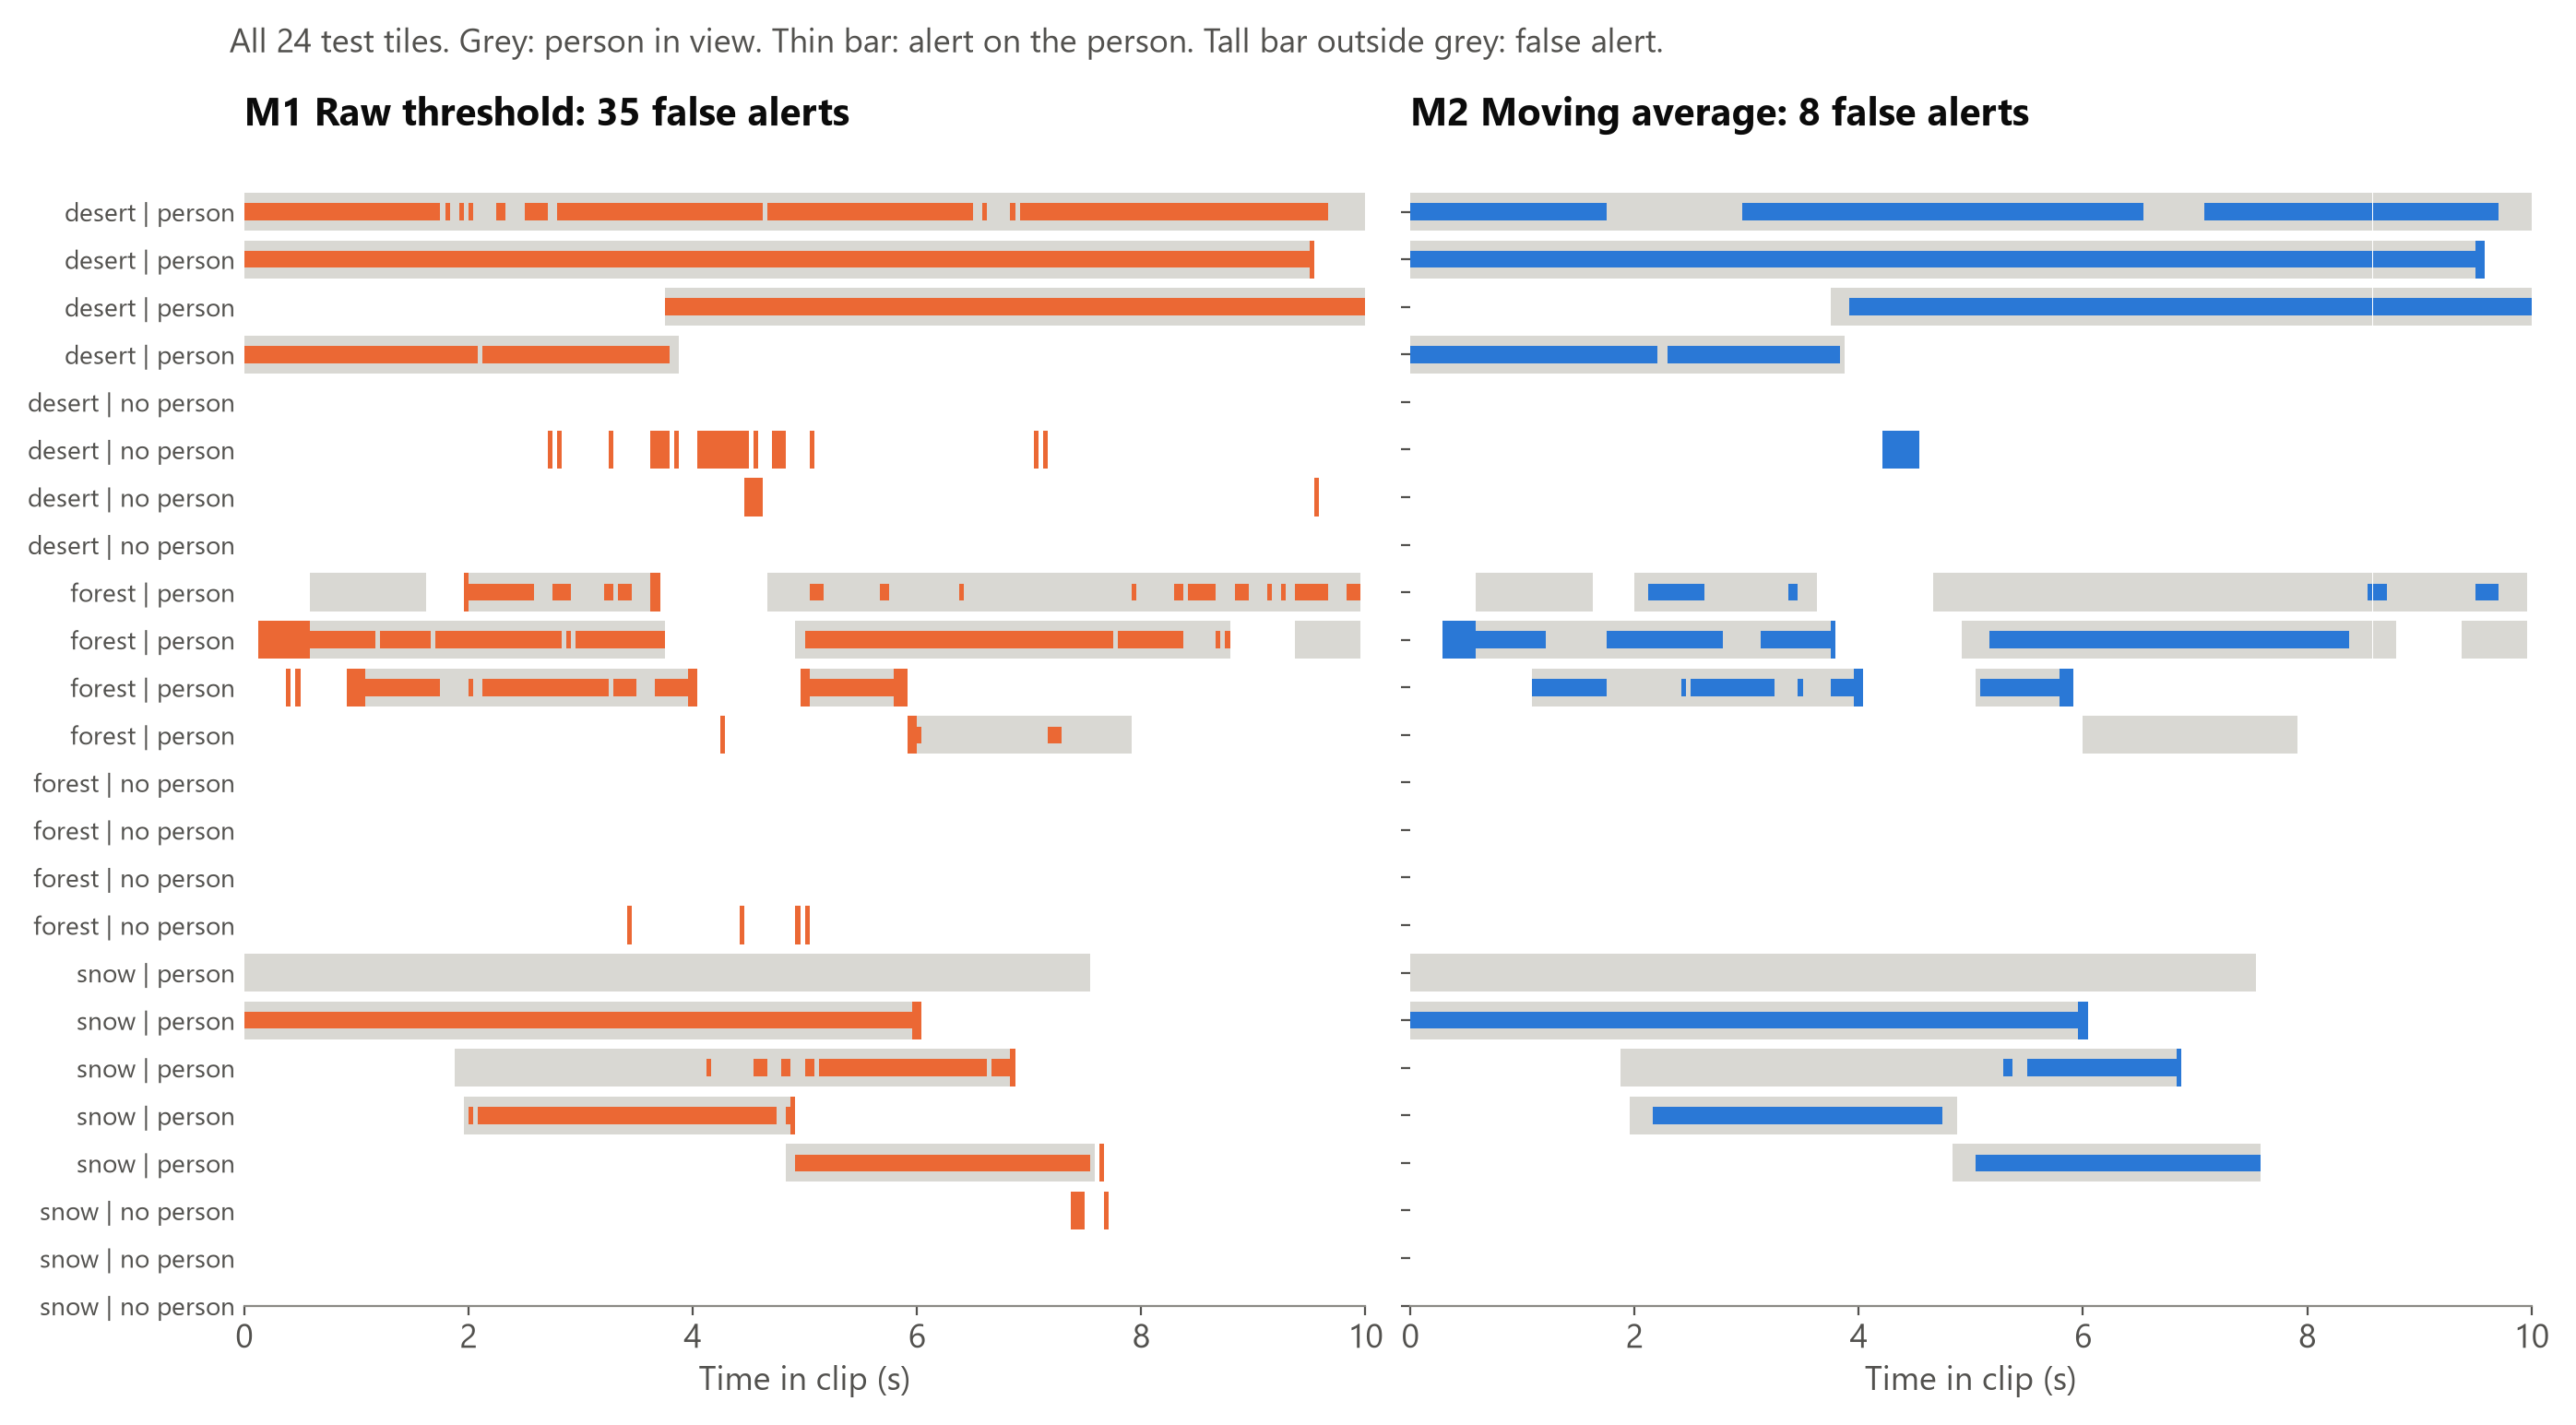 All 24 test tiles. Grey: person in view. Thin bar: alert on the person. Tall bar outside grey: false alert.
M1 Raw threshold: 35 false alerts
M2 Moving average: 8 false alerts
desert | person
desert | person
desert | person
desert | person
desert | no person
desert | no person
desert | no person
desert | no person
forest | person
forest | person
forest | person
forest | person
forest | no person
forest | no person
forest | no person
forest | no person
snow | person
snow | person
snow | person
snow | person
snow | person
snow | no person
snow | no person
snow | no person
0 2 4 6 8 10
0 2 4 6 8 10
Time in clip (s)
Time in clip (s)